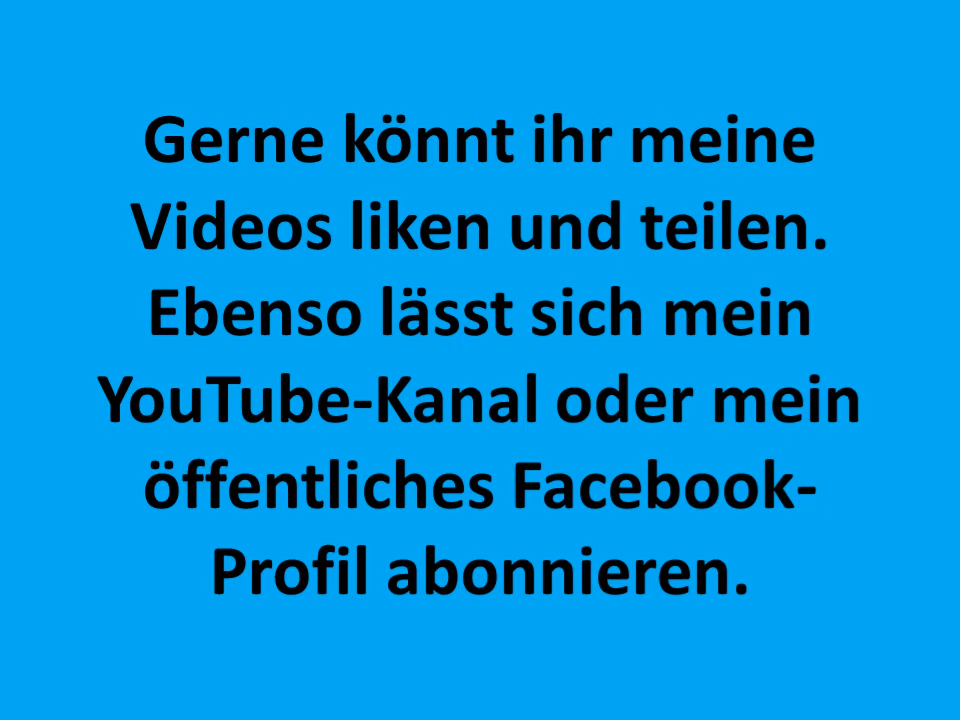 Gerne könnt ihr meine
Videos liken und teilen.
Ebenso lässt sich mein
YouTube-Kanal oder mein
öffentliches Facebook-
Profil abonnieren.